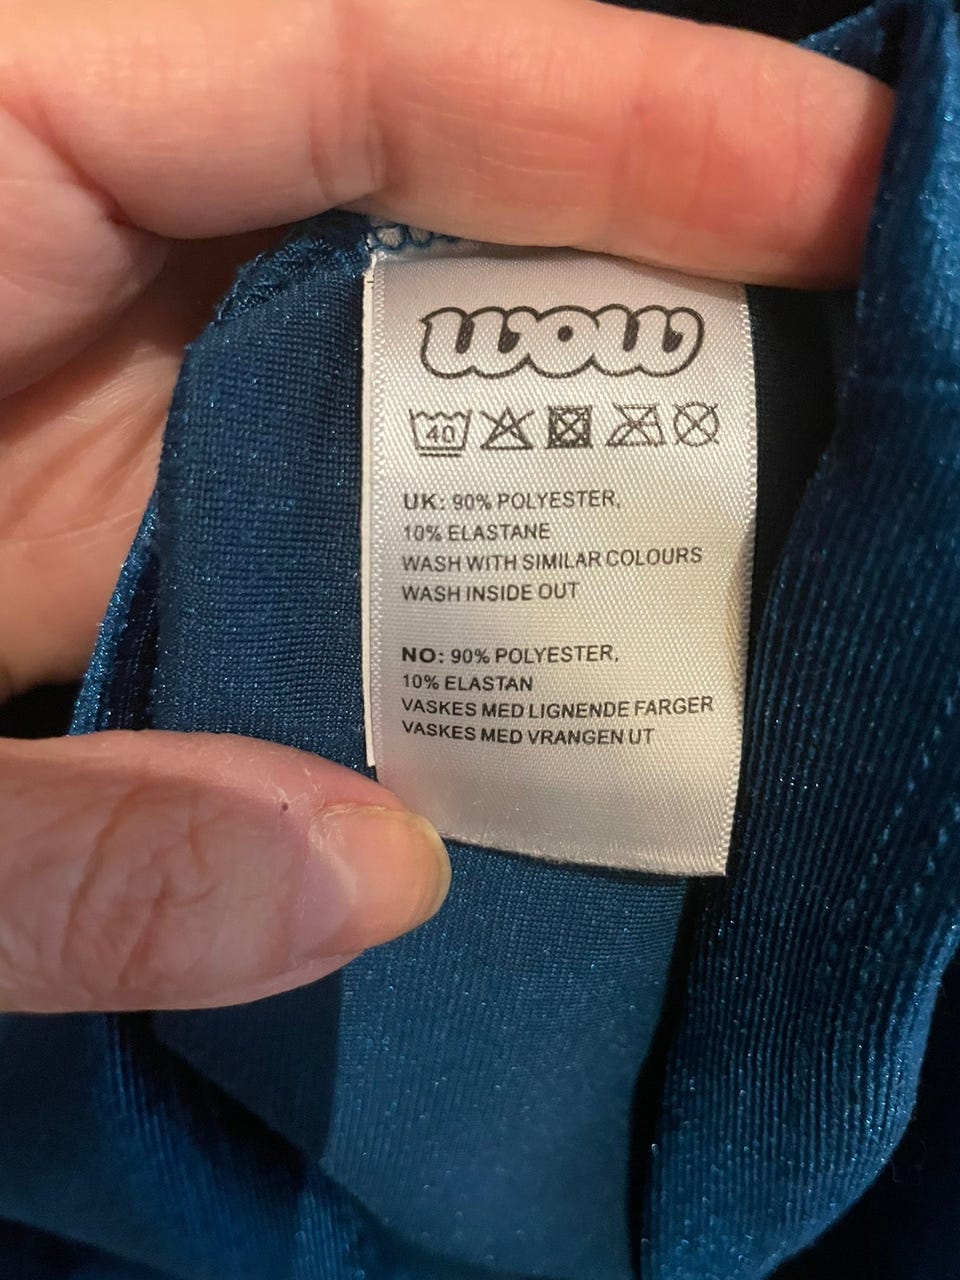 WOW
40
UK: 90% POLYESTER,
10% ELASTANE
WASH WITH SIMILAR COLOURS
WASH INSIDE OUT
NO: 90% POLYESTER,
10% ELASTAN
VASKES MED LIGNENDE FARGER
VASKES MED VRANGEN UT